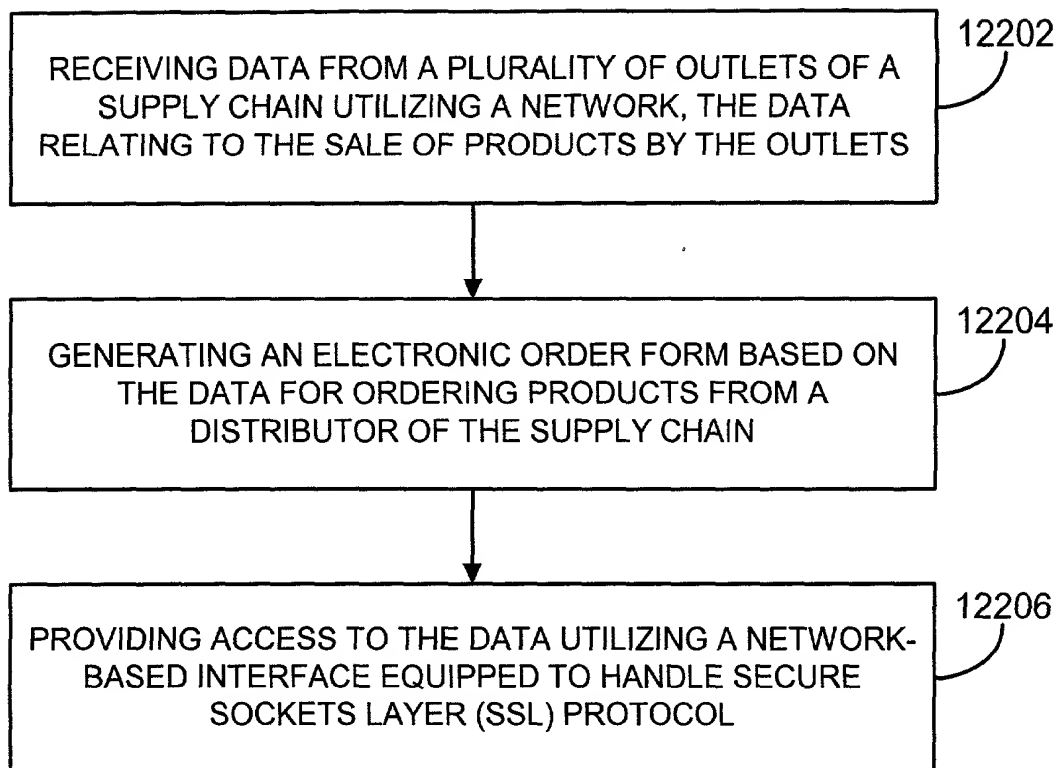 12202
RECEIVING DATA FROM A PLURALITY OF OUTLETS OF A
SUPPLY CHAIN UTILIZING A NETWORK, THE DATA
RELATING TO THE SALE OF PRODUCTS BY THE OUTLETS
12204
GENERATING AN ELECTRONIC ORDER FORM BASED ON
THE DATA FOR ORDERING PRODUCTS FROM A
DISTRIBUTOR OF THE SUPPLY CHAIN
12206
PROVIDING ACCESS TO THE DATA UTILIZING A NETWORK-
BASED INTERFACE EQUIPPED TO HANDLE SECURE
SOCKETS LAYER (SSL) PROTOCOL